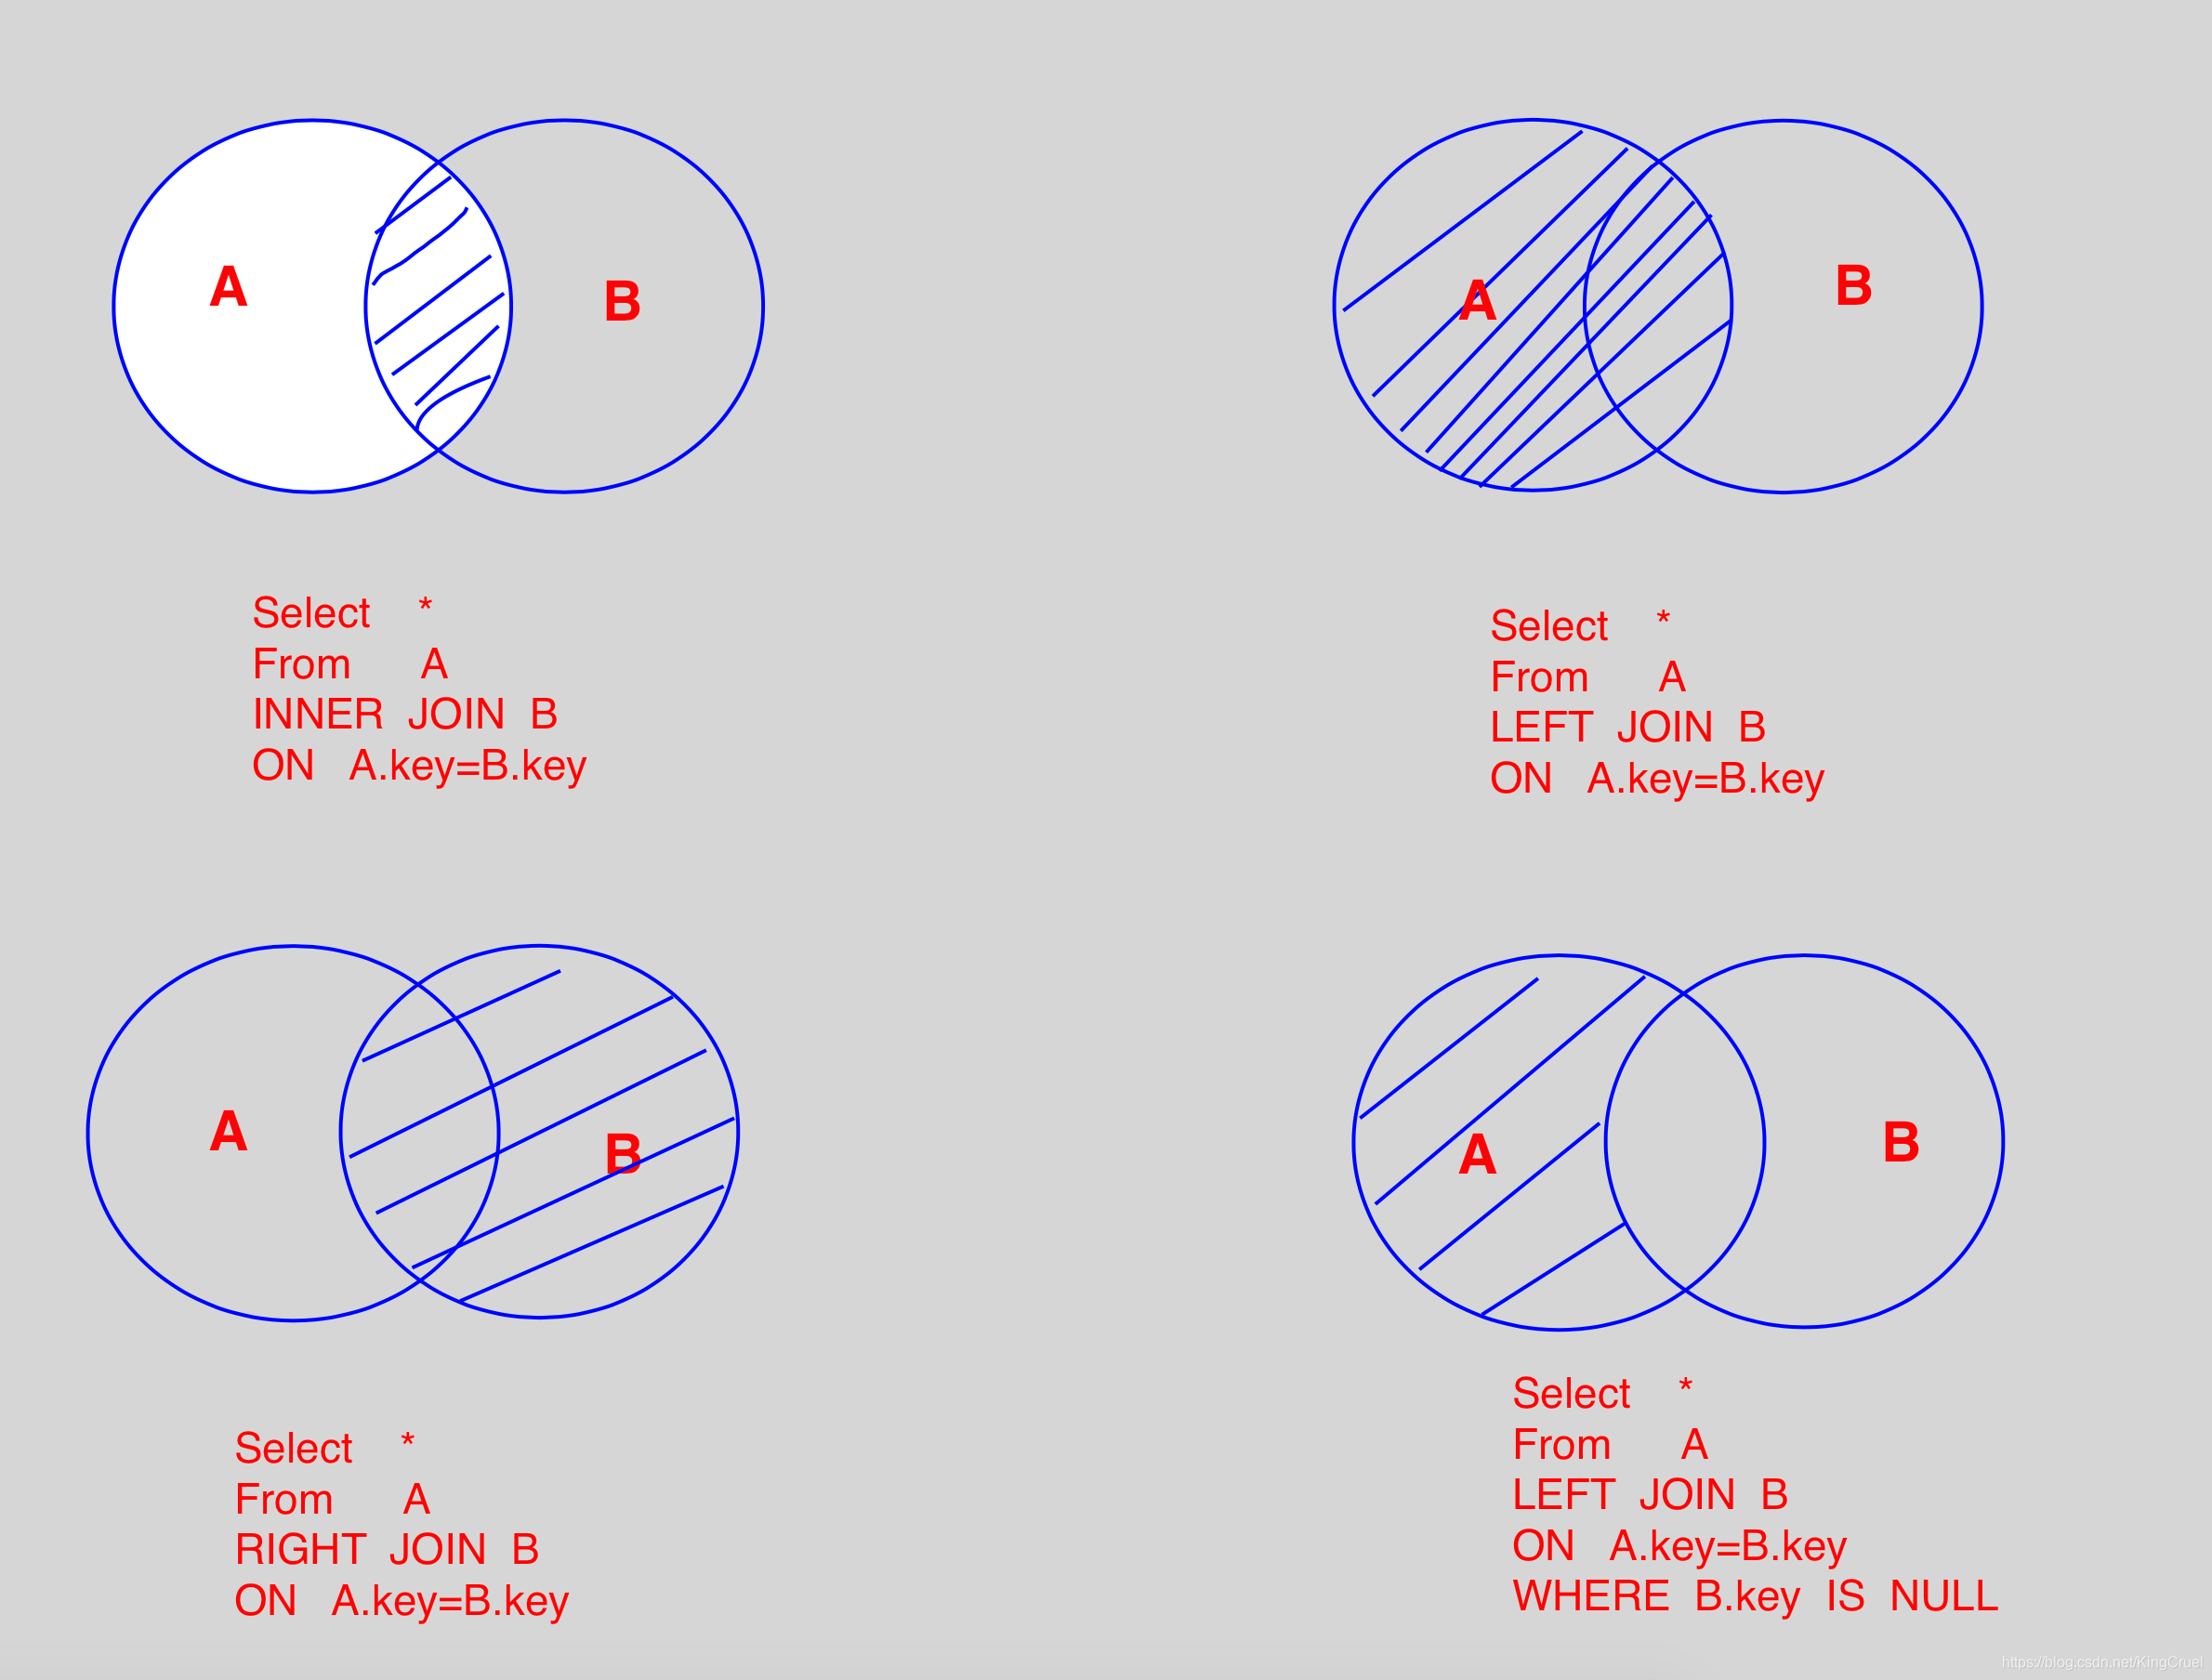 A
B
Select *
From A
INNER JOIN B
ON A.key=B.key
A
B
Select *
From A
LEFT JOIN B
ON A.key=B.key
A
B
Select *
From A
RIGHT JOIN B
ON A.key=B.key
A
B
Select *
From A
LEFT JOIN B
ON A.key=B.key
WHERE B.key IS NULL
https://blog.csdn.net/KingCruel